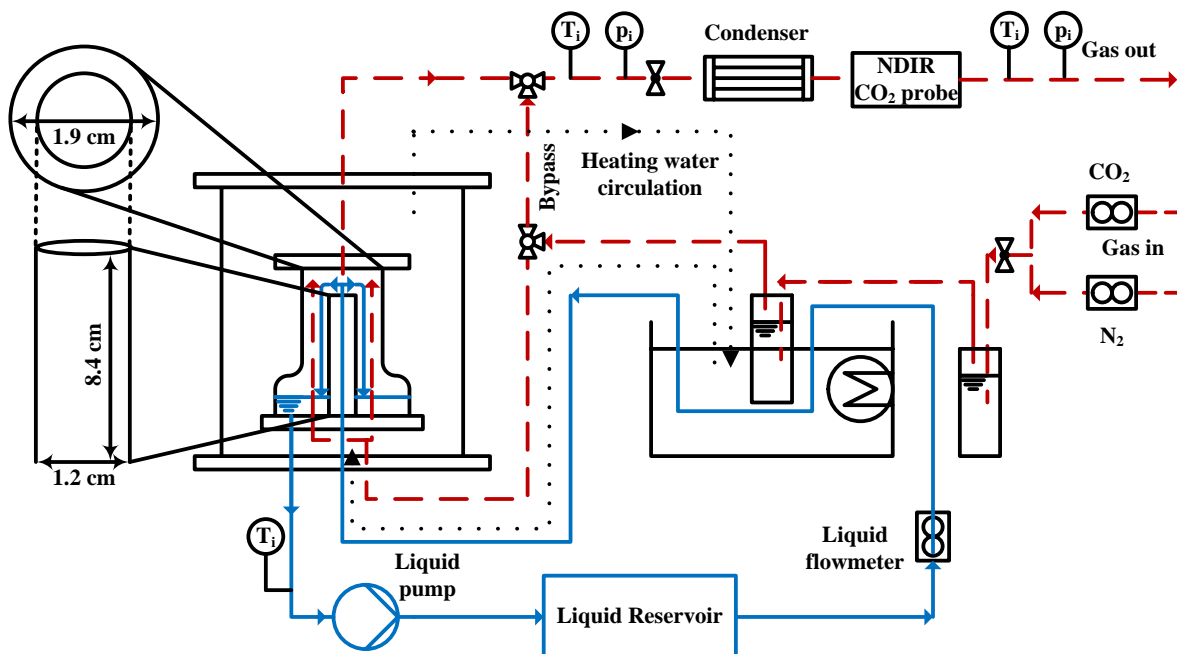 Ti
pi
Condenser
NDIR
CO2 probe
Ti
pi
Gas out
1.9 cm
Heating water
circulation
Bypass
CO2
Gas in
N2
8.4 cm
1.2 cm
Ti
Liquid
pump
Liquid Reservoir
Liquid
flowmeter